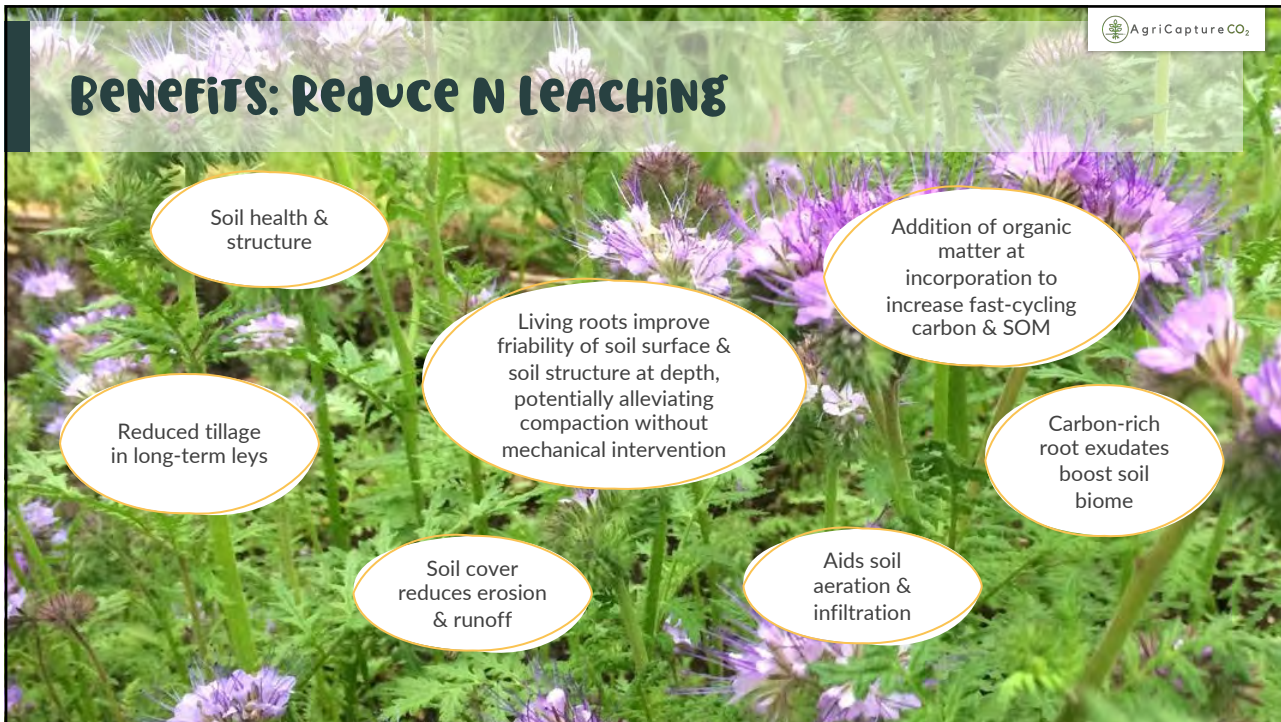 AgriCaptureCO₂
Benefits: Reduce N Leaching
Soil health &
structure
Addition of organic
matter at
incorporation to
increase fast-cycling
carbon & SOM
Living roots improve
friability of soil surface &
soil structure at depth,
potentially alleviating
compaction without
mechanical intervention
Reduced tillage
in long-term leys
Carbon-rich
root exudates
boost soil
biome
Soil cover
reduces erosion
& runoff
Aids soil
aeration &
infiltration